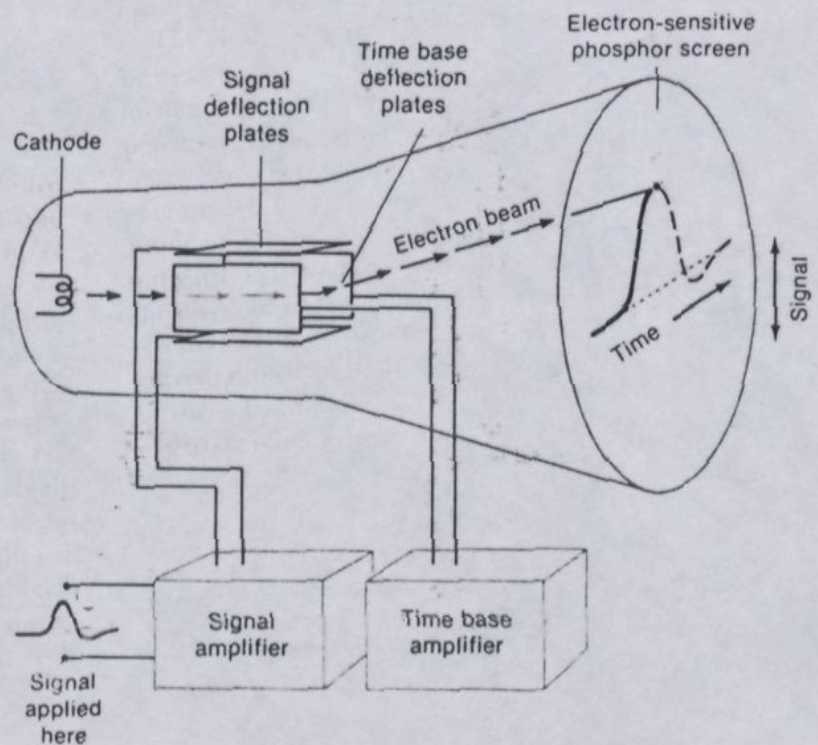 Electron-sensitive
phosphor screen
Time base
deflection
plates
Signal
deflection
plates
Cathode
Electron beam
Signal
Time
Signal
amplifier
Time base
amplifier
Signal
applied
here